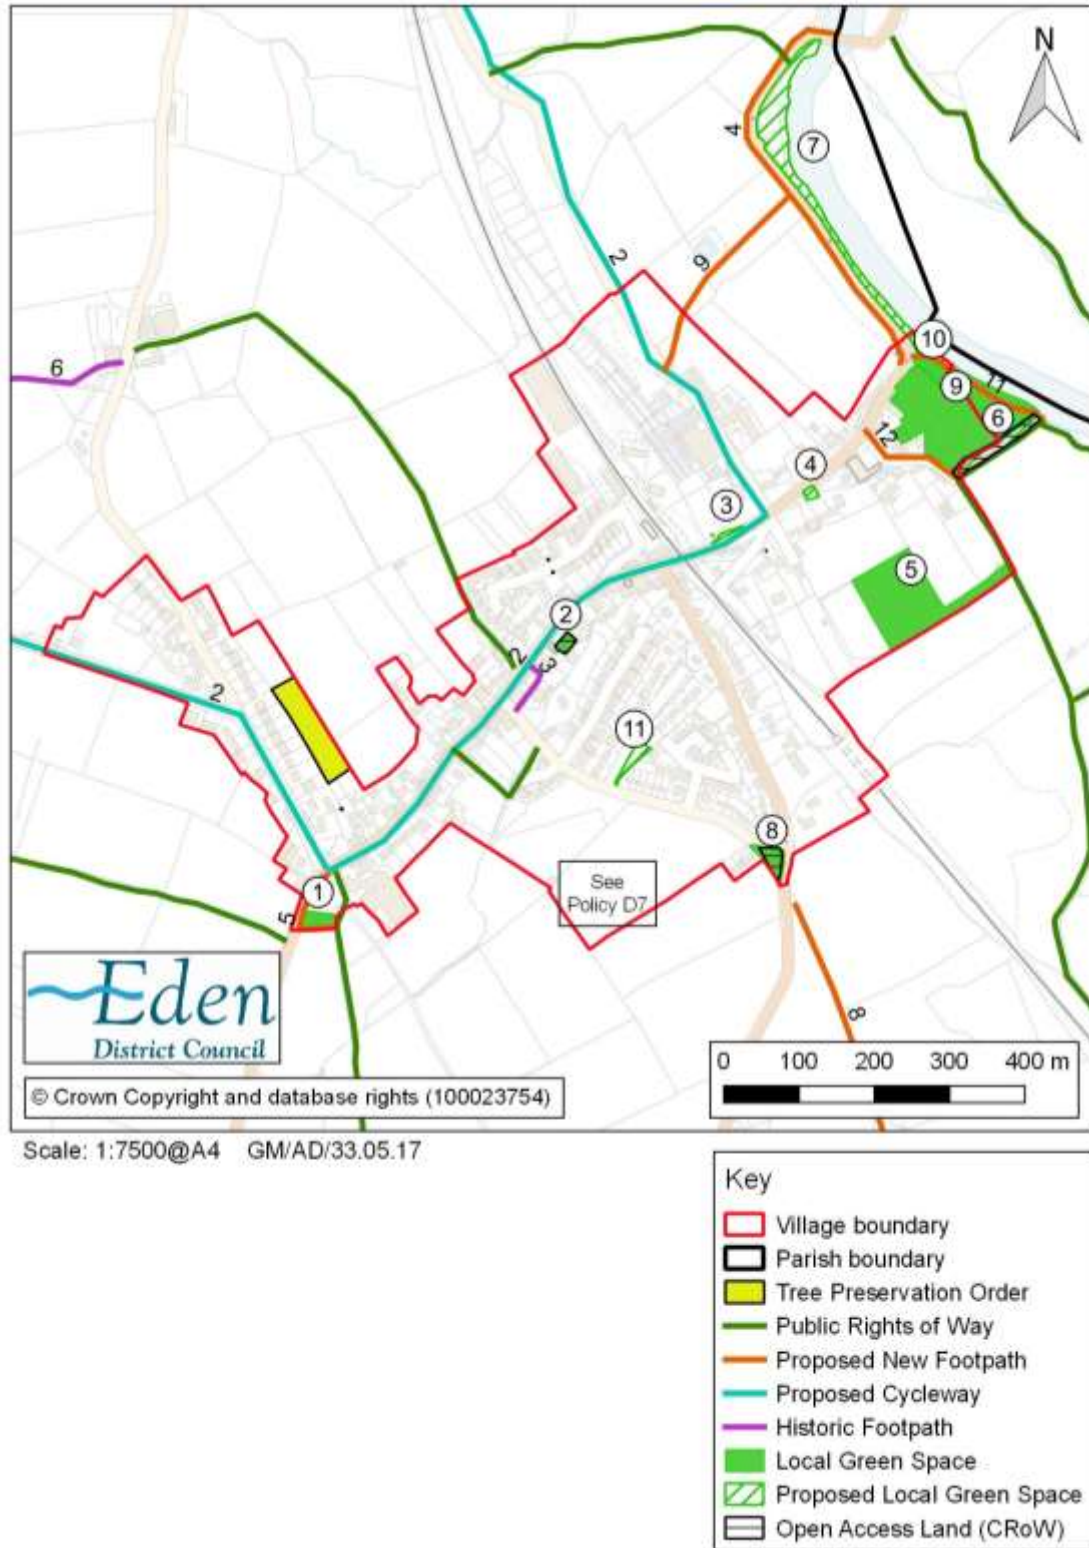 N
4
7
2
9
6
10
9
11
6
12
4
3
5
2
2
3
2
11
8
See
Policy D7
1
5
8
Eden
District Council
© Crown Copyright and database rights (100023754)
0 100 200 300 400 m
Scale: 1:7500@A4 GM/AD/33.05.17
Key
Village boundary
Parish boundary
Tree Preservation Order
Public Rights of Way
Proposed New Footpath
Proposed Cycleway
Historic Footpath
Local Green Space
Proposed Local Green Space
Open Access Land (CRoW)